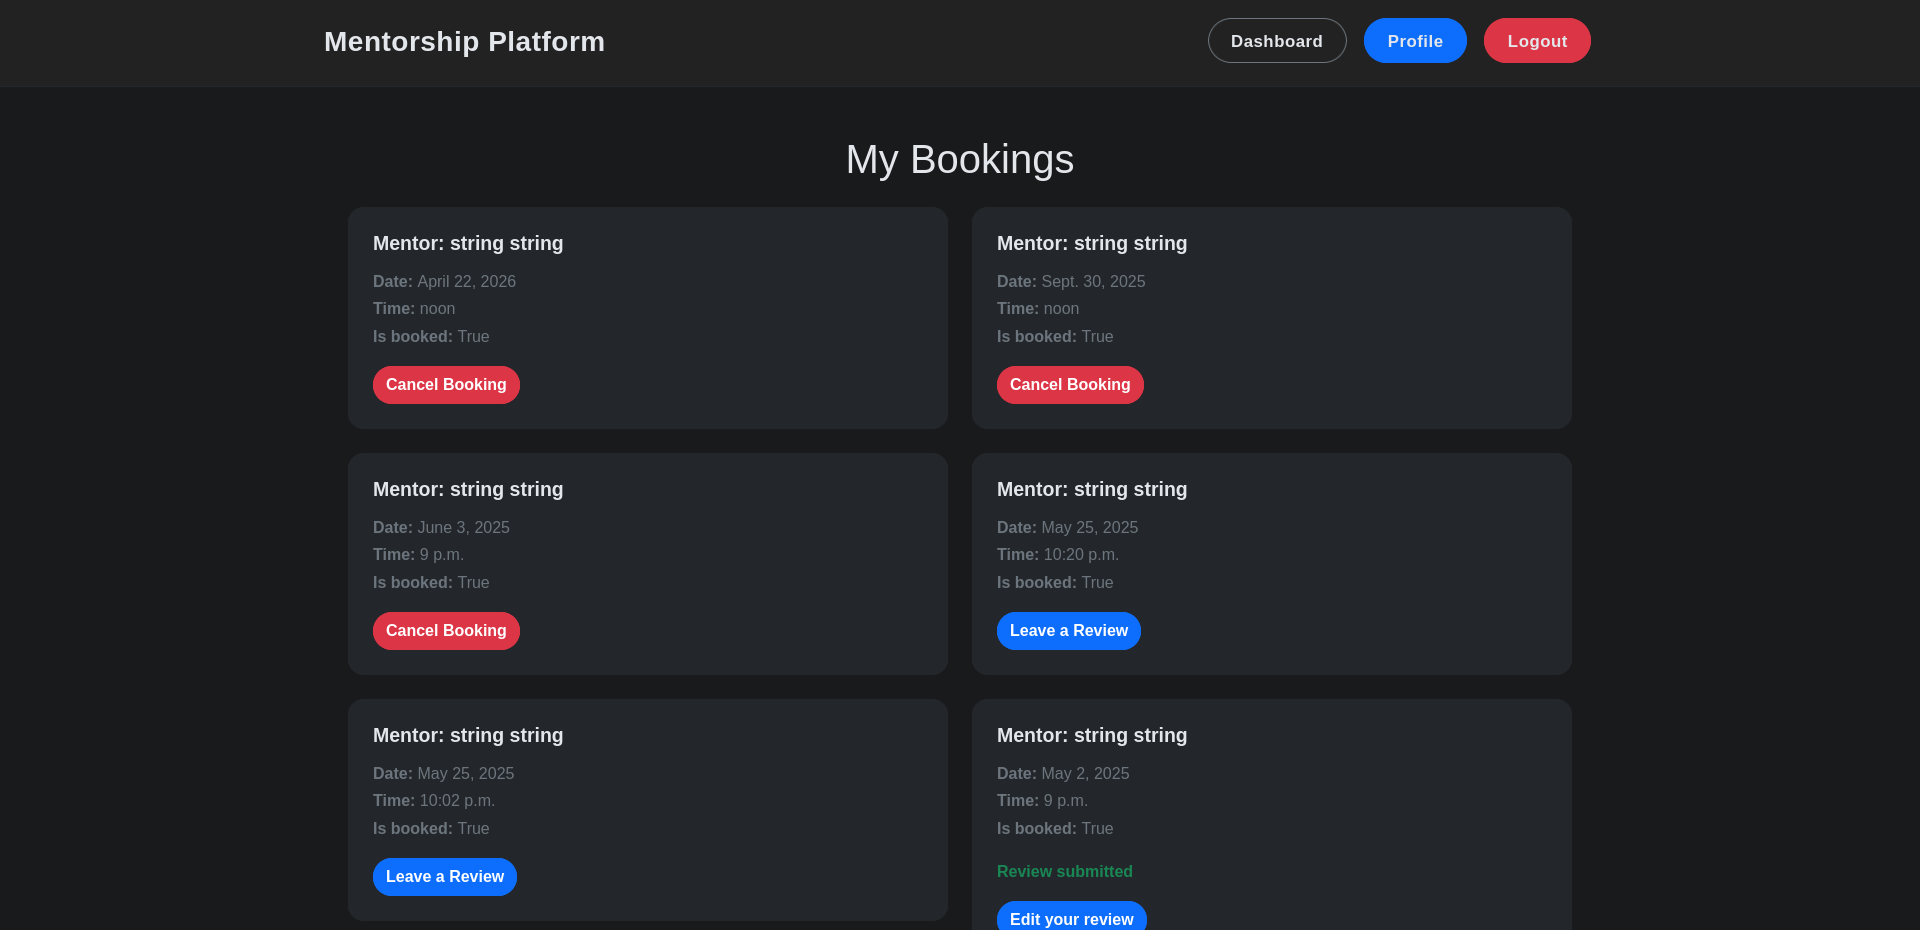 Mentorship Platform
Dashboard
Profile
Logout
My Bookings
Mentor: string string
Date: April 22, 2026
Time: noon
Is booked: True
Cancel Booking
Mentor: string string
Date: Sept. 30, 2025
Time: noon
Is booked: True
Cancel Booking
Mentor: string string
Date: June 3, 2025
Time: 9 p.m.
Is booked: True
Cancel Booking
Mentor: string string
Date: May 25, 2025
Time: 10:20 p.m.
Is booked: True
Leave a Review
Mentor: string string
Date: May 25, 2025
Time: 10:02 p.m.
Is booked: True
Leave a Review
Mentor: string string
Date: May 2, 2025
Time: 9 p.m.
Is booked: True
Review submitted
Edit your review